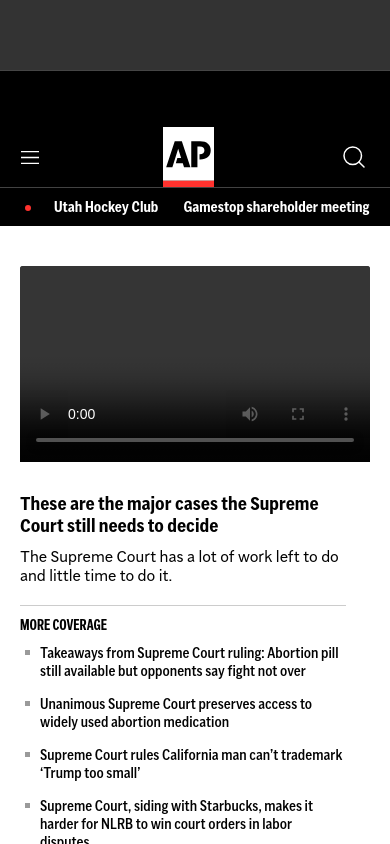 AP
Utah Hockey Club
Gamestop shareholder meeting
0:00
These are the major cases the Supreme
Court still needs to decide
The Supreme Court has a lot of work left to do
and little time to do it.
MORE COVERAGE
Takeaways from Supreme Court ruling: Abortion pill
still available but opponents say fight not over
Unanimous Supreme Court preserves access to
widely used abortion medication
Supreme Court rules California man can’t trademark
‘Trump too small’
Supreme Court, siding with Starbucks, makes it
harder for NLRB to win court orders in labor
disputes